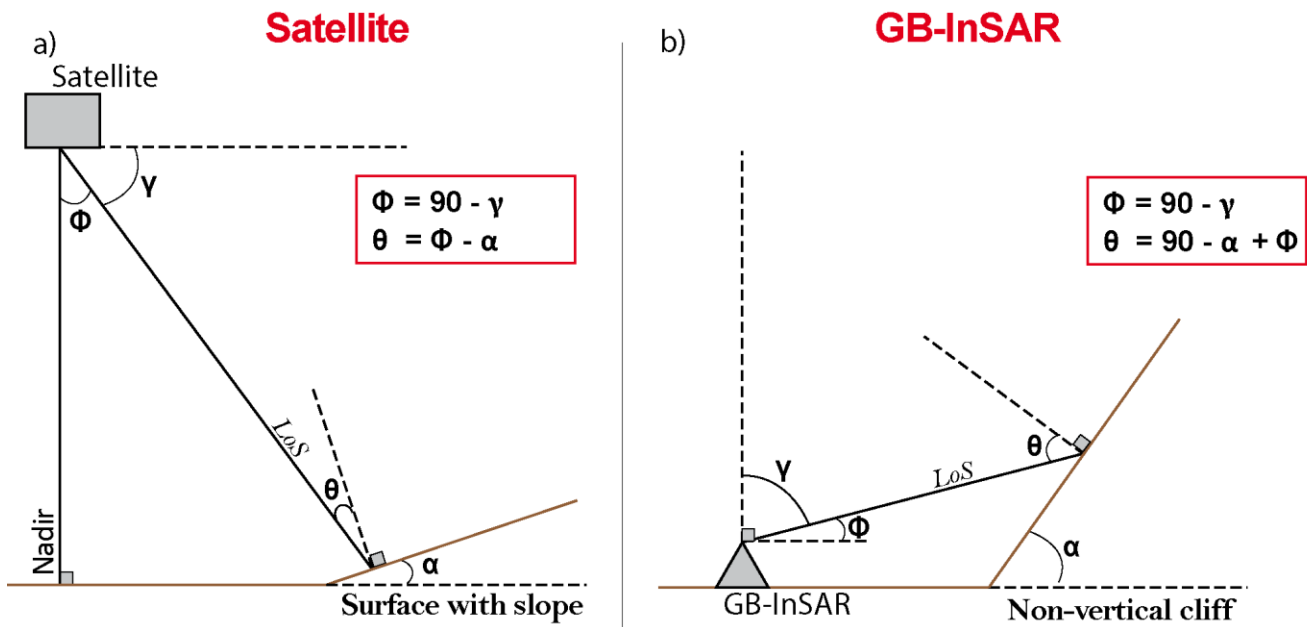 Satellite
a)
Satellite
γ
Φ
Φ = 90 - γ
θ = Φ - α
LoS
θ
Nadir
α
Surface with slope
GB-InSAR
b)
Φ = 90 - γ
θ = 90 - α + Φ
θ
γ
LoS
Φ
α
GB-InSAR
Non-vertical cliff